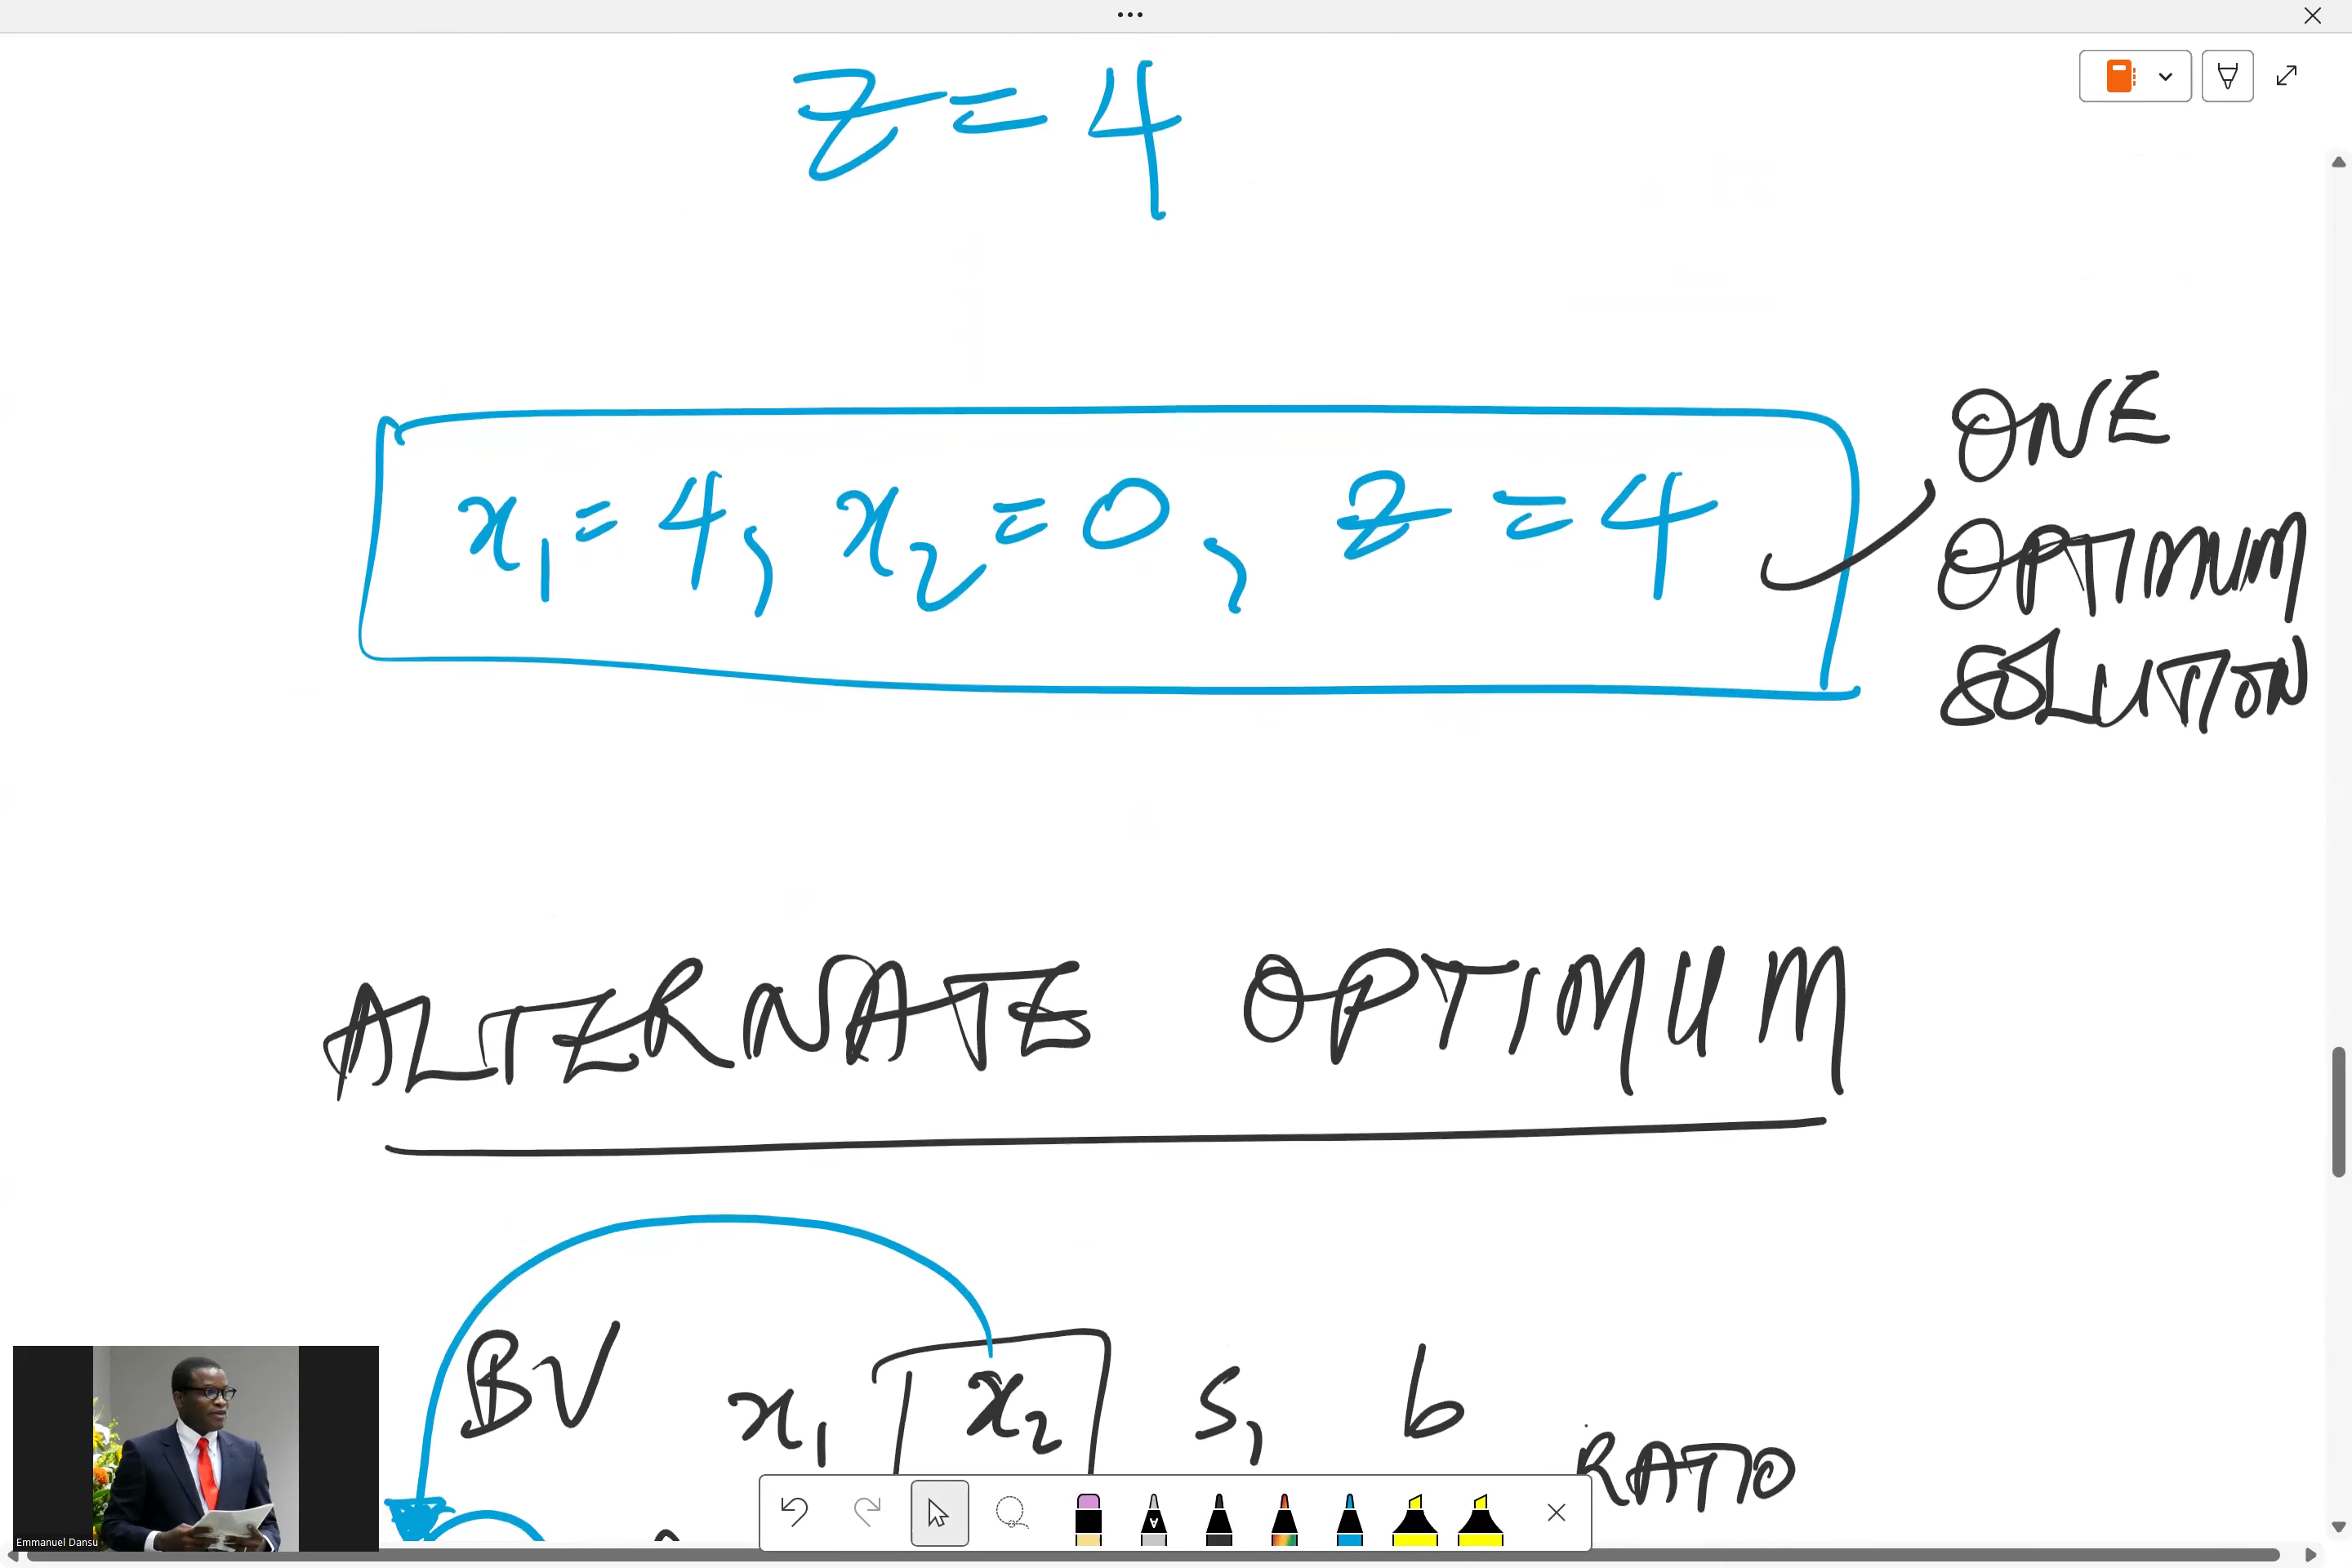 z = 4
x₁ = 4, x₂ = 0, z = 4
ONE
OPTIMUM
SOLUTION
ALTERNATE OPTIMUM
BV x₁ x₂ s₁ b RATIO
Emmanuel Dansu